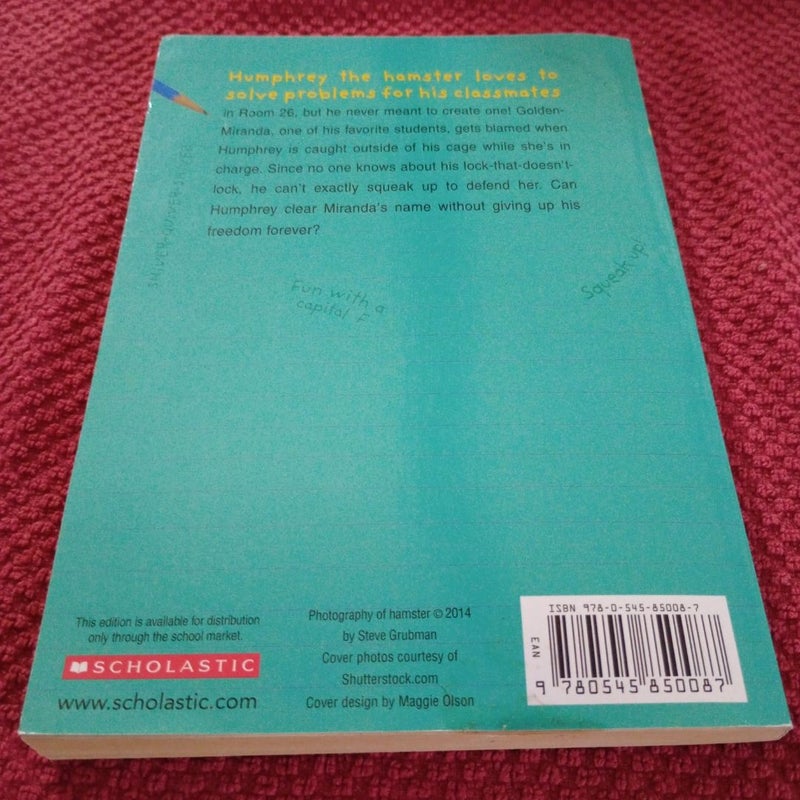 Humphrey the hamster loves to
solve problems for his classmates
in Room 26, but he never meant to create one! Golden-
Miranda, one of his favorite students, gets blamed when
Humphrey is caught outside of his cage while she's in
charge. Since no one knows about his lock-that-doesn't-
lock, he can't exactly squeak up to defend her. Can
Humphrey clear Miranda's name without giving up his
freedom forever?
SHIVER-QUIVER-SHIVER
Fun with a
capital F
Squeak up!
This edition is available for distribution
only through the school market.
SCHOLASTIC
www.scholastic.com
Photography of hamster © 2014
by Steve Grubman
Cover photos courtesy of
Shutterstock.com
Cover design by Maggie Olson
ISBN 978-0-545-85008-7
EAN
9 780545 850087